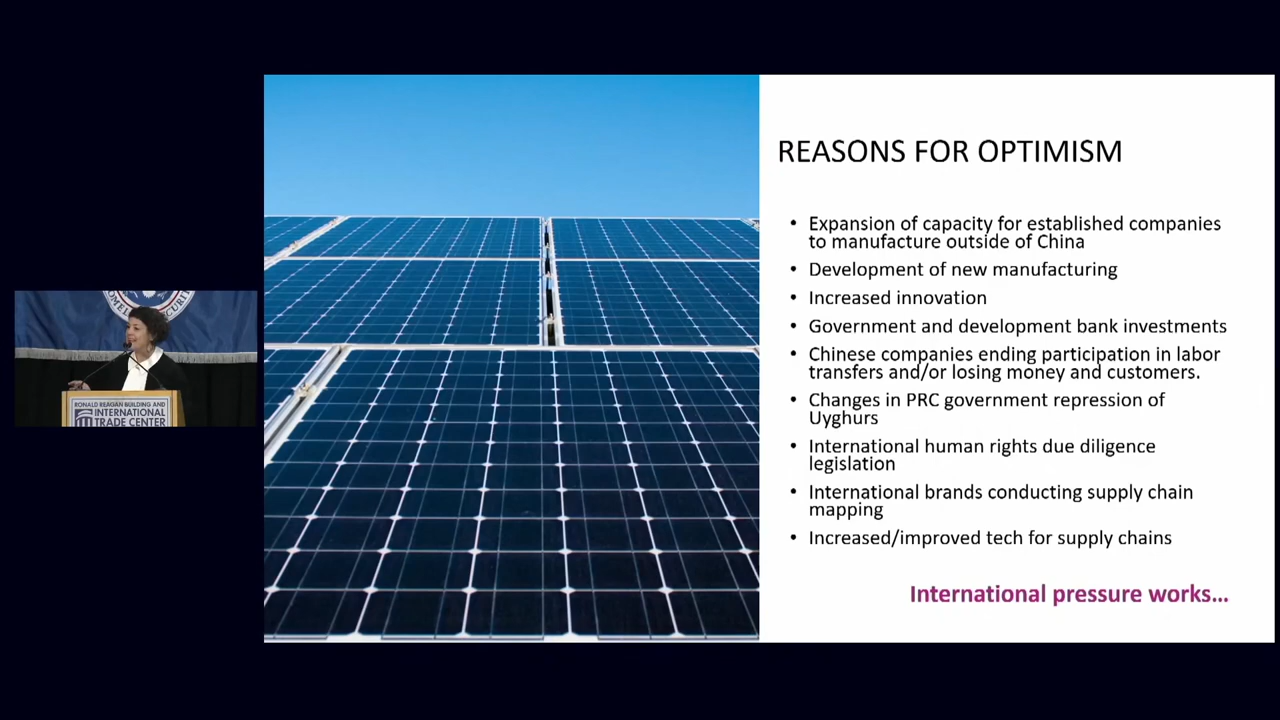 REASONS FOR OPTIMISM
• Expansion of capacity for established companies
to manufacture outside of China
• Development of new manufacturing
• Increased innovation
• Government and development bank investments
• Chinese companies ending participation in labor
transfers and/or losing money and customers.
• Changes in PRC government repression of
Uyghurs
• International human rights due diligence
legislation
• International brands conducting supply chain
mapping
• Increased/improved tech for supply chains
International pressure works…
RONALD REAGAN BUILDING AND
INTERNATIONAL
TRADE CENTER